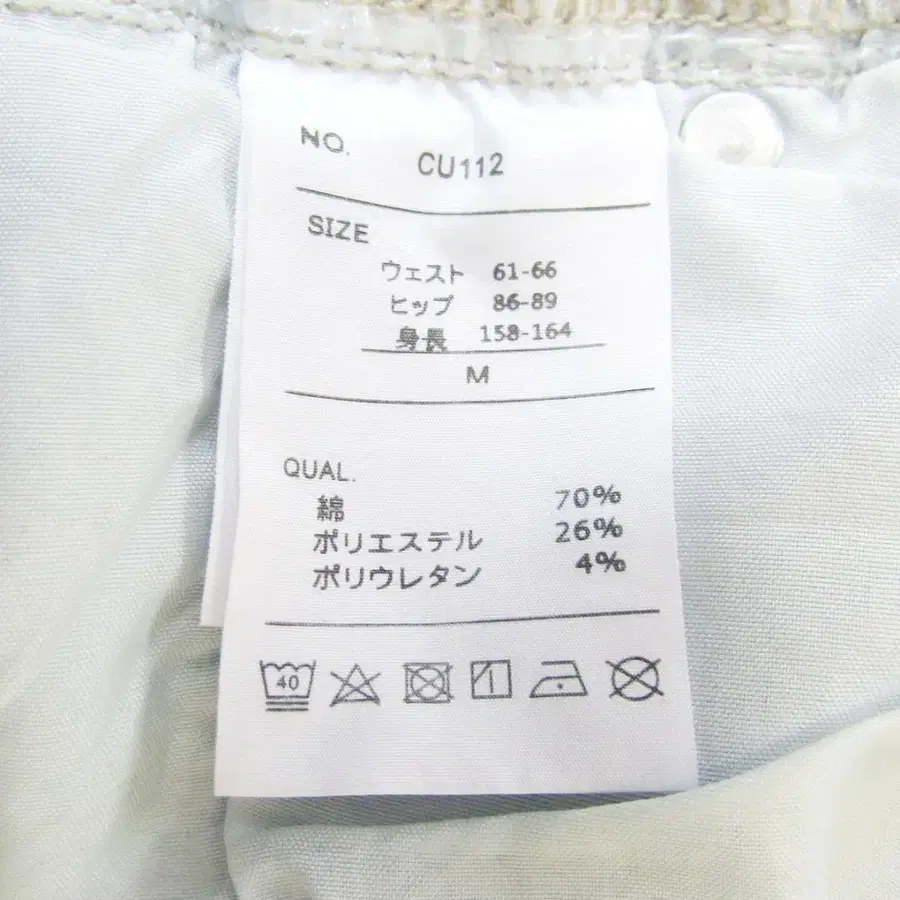 NO.
CU112
SIZE
ウェスト 61-66
ヒップ 86-89
身長 158-164
M
QUAL.
綿 70%
ポリエステル 26%
ポリウレタン 4%
40